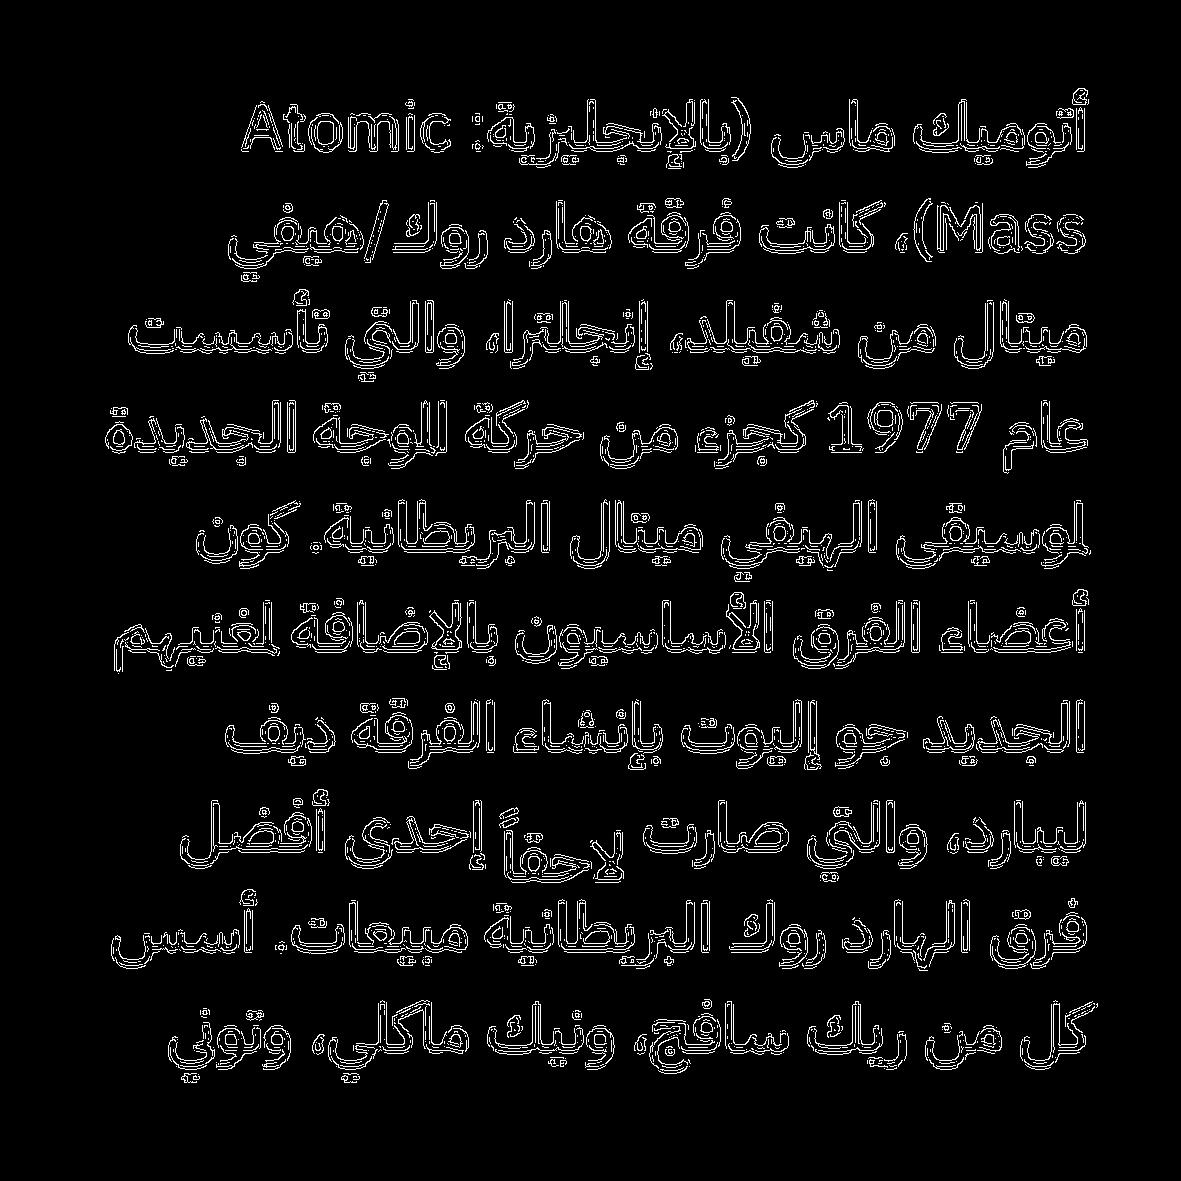 أتوميك ماس (بالإنجليزية: Atomic
Mass)، كانت فرقة هارد روك/هيفي
ميتال من شفيلد، إنجلترا، والتي تأسست
عام 1977 كجزء من حركة الموجة الجديدة
لموسيقى الهيفي ميتال البريطانية. كون
أعضاء الفرق الأساسيون بالإضافة لمغنيهم
الجديد جو إليوت بإنشاء الفرقة ديف
ليبارد، والتي صارت لاحقاً إحدى أفضل
فرق الهارد روك البريطانية مبيعات. أسس
كل من ريك سافج، ونيك ماكلي، وتوني